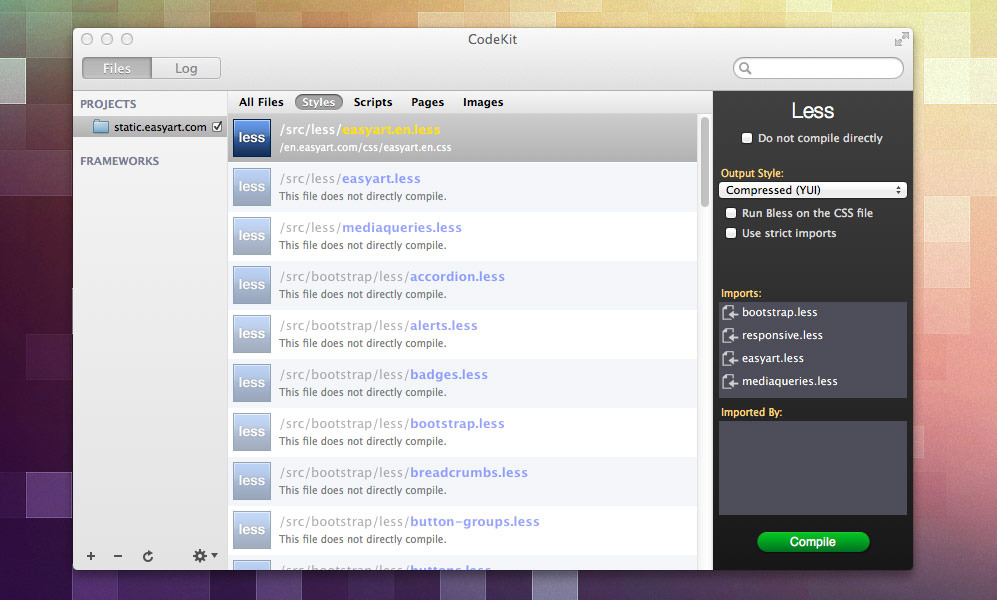 CodeKit
Files Log
PROJECTS
static.easyart.com
FRAMEWORKS
All Files Styles Scripts Pages Images
less
/src/less/easyart.en.less
/en.easyart.com/css/easyart.en.css
less
/src/less/easyart.less
This file does not directly compile.
less
/src/less/mediaqueries.less
This file does not directly compile.
less
/src/bootstrap/less/accordion.less
This file does not directly compile.
less
/src/bootstrap/less/alerts.less
This file does not directly compile.
less
/src/bootstrap/less/badges.less
This file does not directly compile.
less
/src/bootstrap/less/bootstrap.less
This file does not directly compile.
less
/src/bootstrap/less/breadcrumbs.less
This file does not directly compile.
less
/src/bootstrap/less/button-groups.less
This file does not directly compile.
/src/bootstrap/less/buttons.less
Less
Do not compile directly
Output Style:
Compressed (YUI)
Run Bless on the CSS file
Use strict imports
Imports:
bootstrap.less
responsive.less
easyart.less
mediaqueries.less
Imported By:
Compile